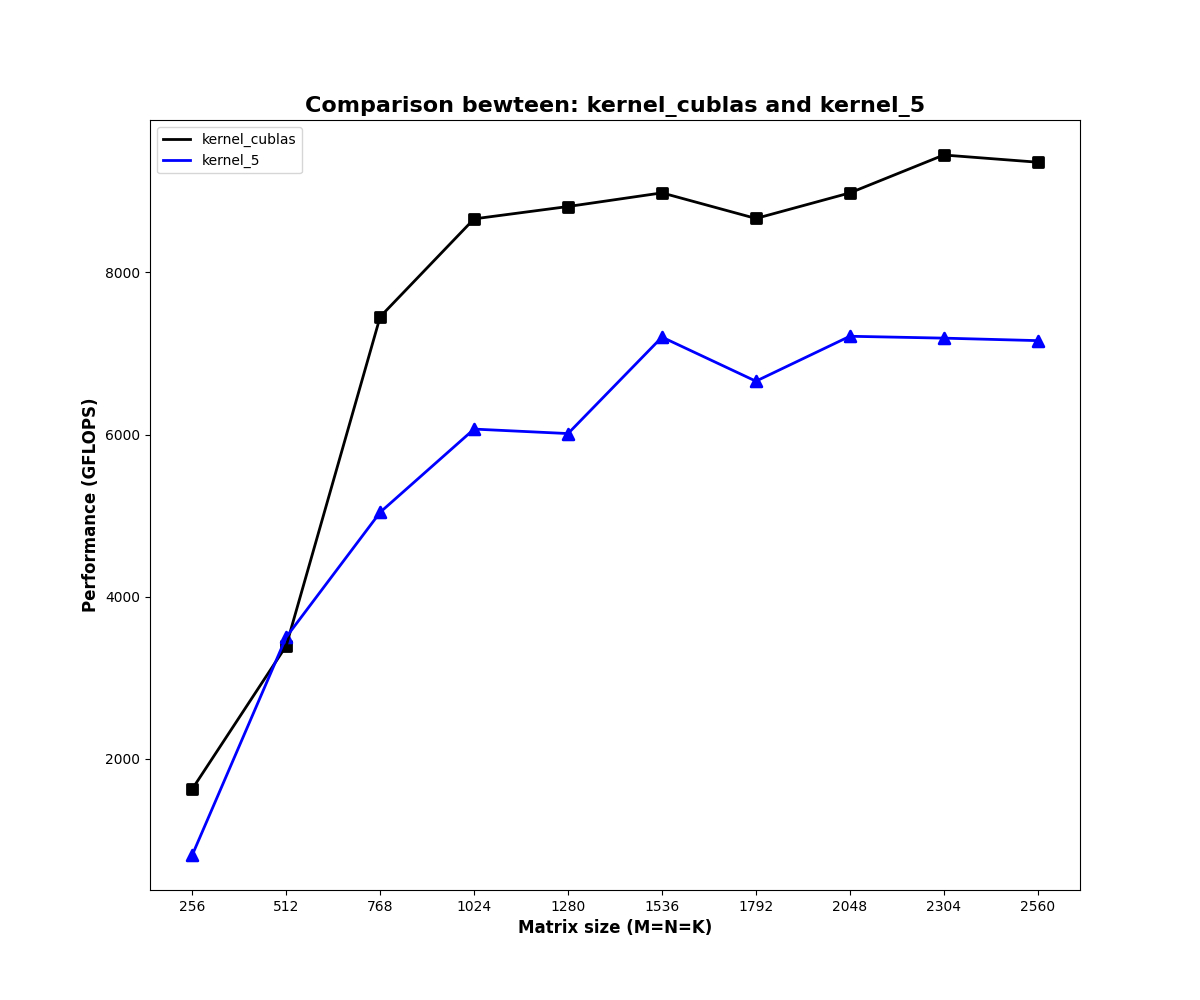 Comparison bewteen: kernel_cublas and kernel_5
kernel_cublas
kernel_5
8000
6000
4000
2000
Performance (GFLOPS)
256 512 768 1024 1280 1536 1792 2048 2304 2560
Matrix size (M=N=K)